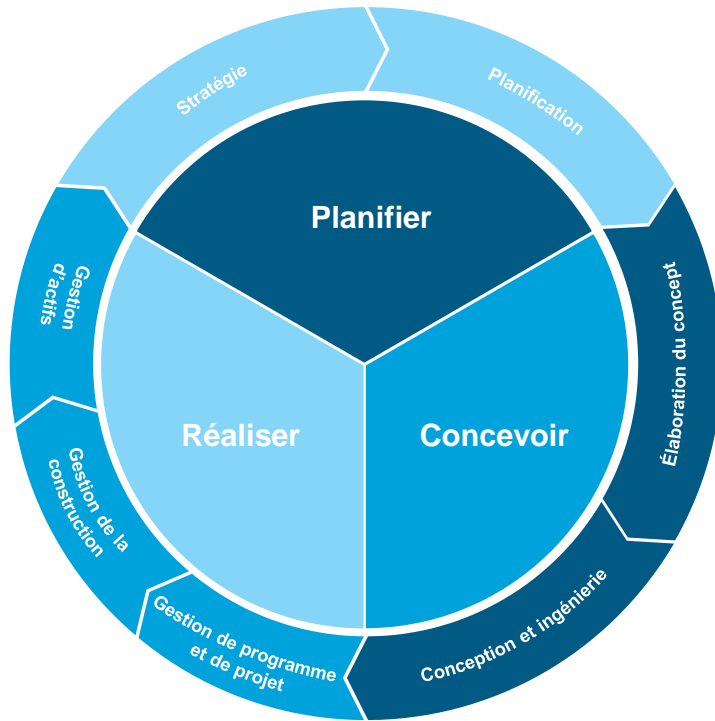 Stratégie
Planification
Planifier
Gestion
d'actifs
Élaboration du concept
Réaliser
Concevoir
Gestion de la
construction
Gestion de programme
et de projet
Conception et ingénierie